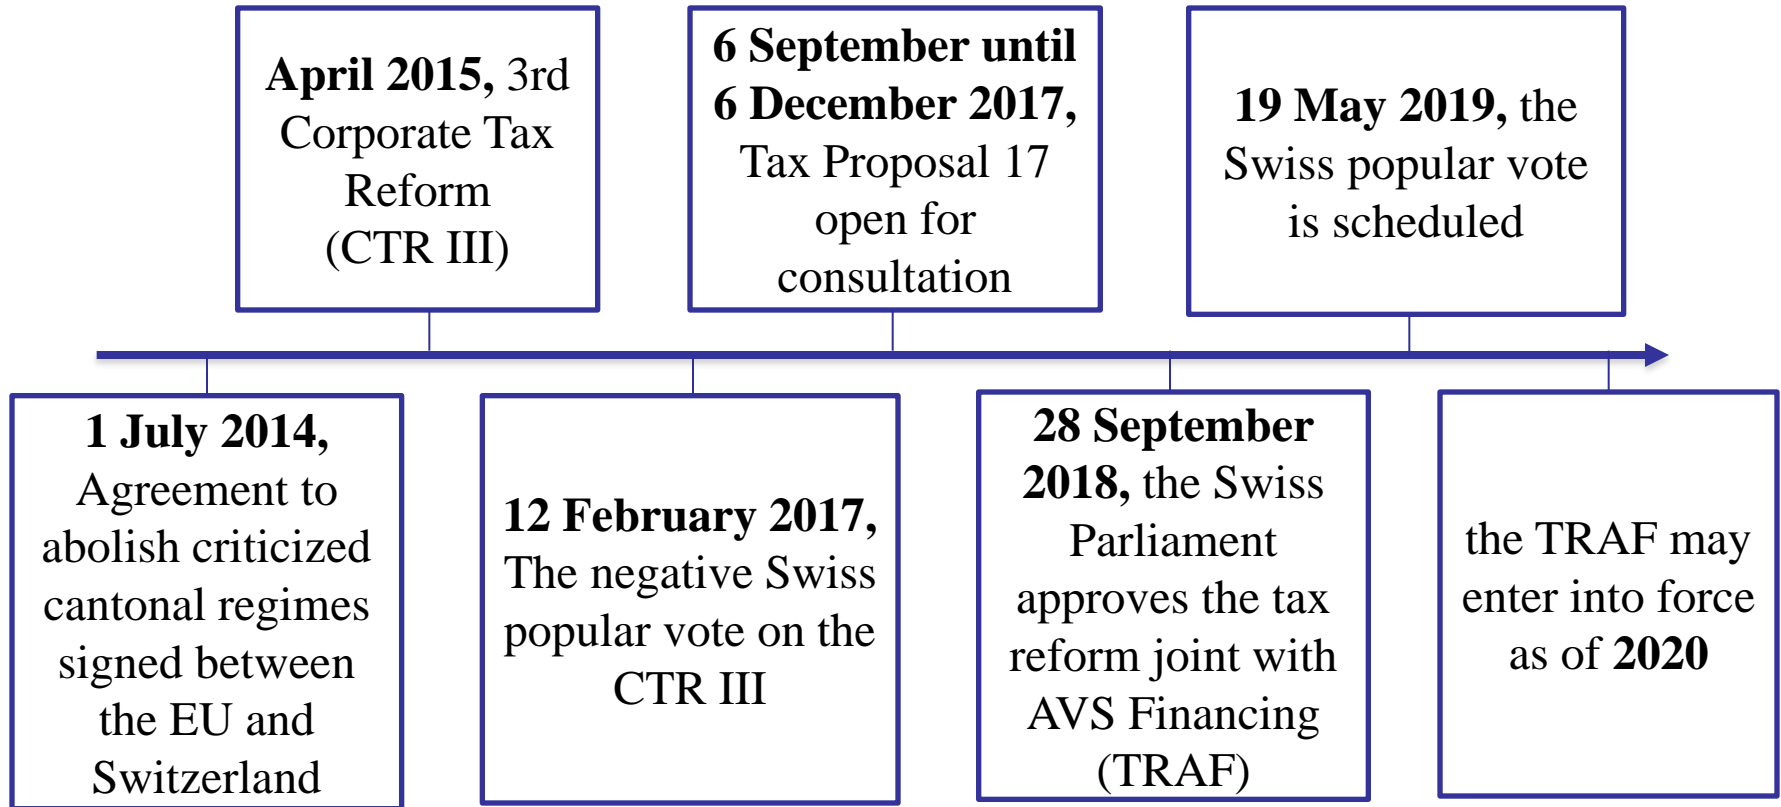 April 2015, 3rd
Corporate Tax
Reform
(CTR III)
6 September until
6 December 2017,
Tax Proposal 17
open for
consultation
19 May 2019, the
Swiss popular vote
is scheduled
1 July 2014,
Agreement to
abolish criticized
cantonal regimes
signed between
the EU and
Switzerland
12 February 2017,
The negative Swiss
popular vote on the
CTR III
28 September
2018, the Swiss
Parliament
approves the tax
reform joint with
AVS Financing
(TRAF)
the TRAF may
enter into force
as of 2020